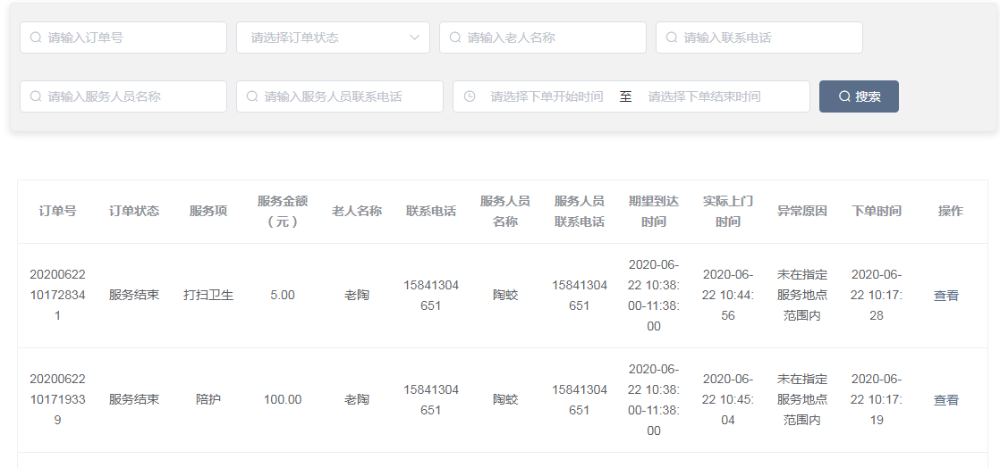 请输入订单号 请选择订单状态 请输入老人名称 请输入联系电话
请输入服务人员名称 请输入服务人员联系电话 请选择下单开始时间 至 请选择下单结束时间 搜索
订单号 订单状态 服务项 服务金额（元） 老人名称 联系电话 服务人员名称 服务人员联系电话 期望到达时间 实际上门时间 异常原因 下单时间 操作
20200622101728341 服务结束 打扫卫生 5.00 老陶 15841304651 陶蛟 15841304651 2020-06-22 10:38:00-11:38:00 2020-06-22 10:44:56 未在指定服务地点范围内 2020-06-22 10:17:28 查看
20200622101719339 服务结束 陪护 100.00 老陶 15841304651 陶蛟 15841304651 2020-06-22 10:38:00-11:38:00 2020-06-22 10:45:04 未在指定服务地点范围内 2020-06-22 10:17:19 查看